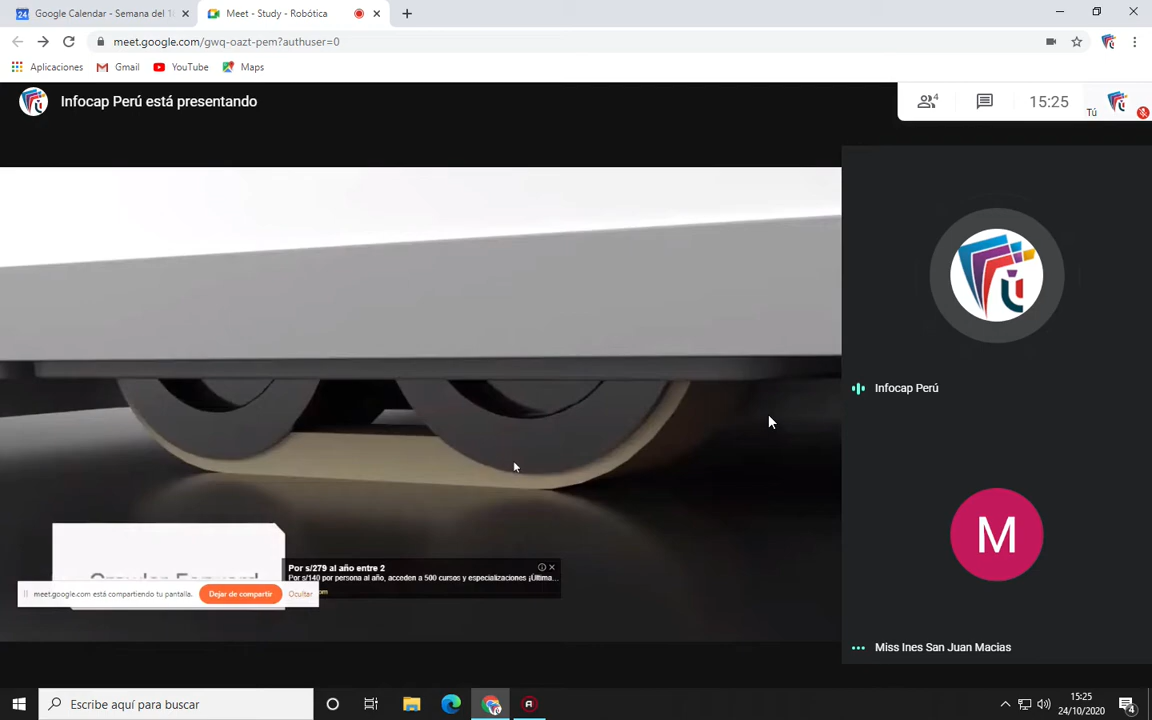 Google Calendar - Semana del 1
Meet - Study - Robótica
meet.google.com/gwq-oazt-pem?authuser=0
Aplicaciones
Gmail
YouTube
Maps
Infocap Perú está presentando
4
15:25
Tú
Infocap Perú
M
Miss Ines San Juan Macias
Por s/279 al año entre 2
Por s/140 por persona al año, acceden a 500 cursos y especializaciones ¡Última...
meet.google.com está compartiendo tu pantalla.
Dejar de compartir
Ocultar
Escribe aquí para buscar
15:25
24/10/2020
4